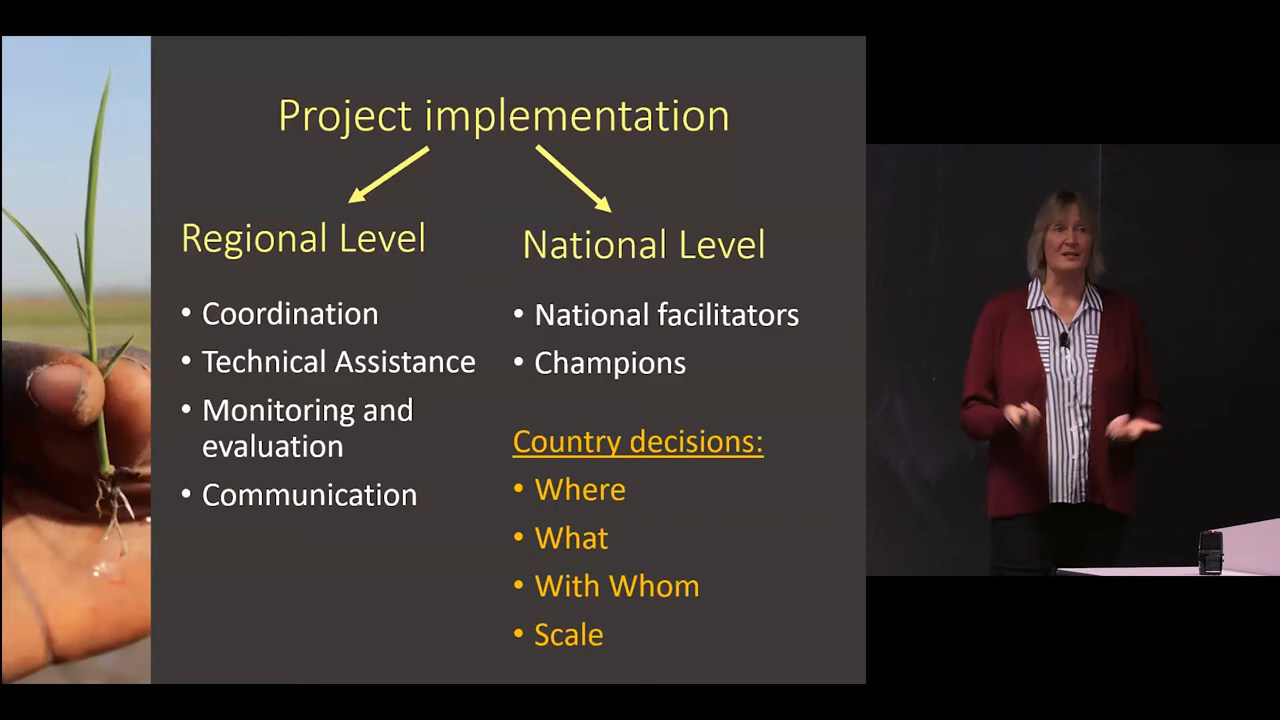 Project implementation
Regional Level
• Coordination
• Technical Assistance
• Monitoring and
evaluation
• Communication
National Level
• National facilitators
• Champions
Country decisions:
• Where
• What
• With Whom
• Scale